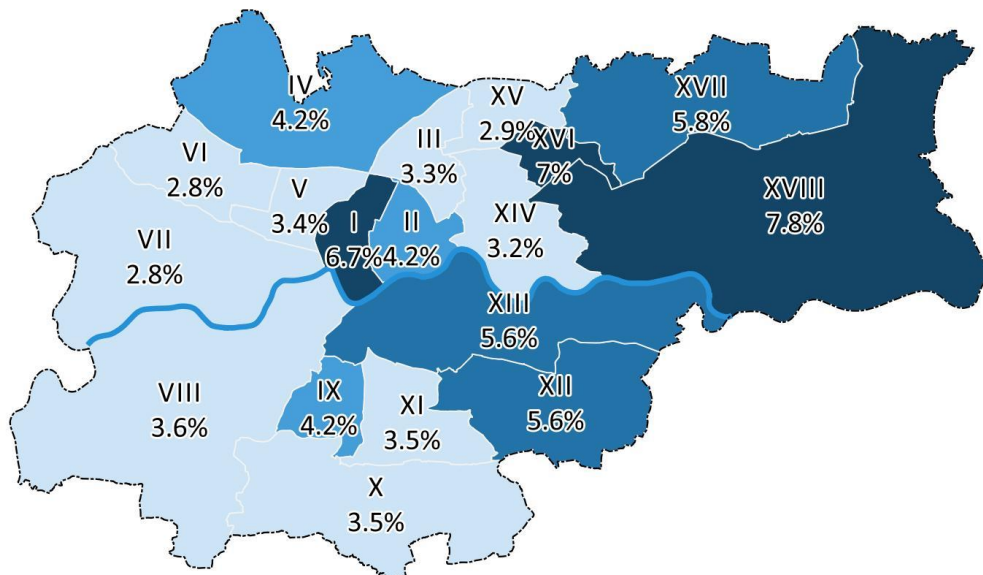 IV
4.2%
XV
2.9%
XVII
5.8%
III
3.3%
XVI
7%
VI
2.8%
V
3.4%
XVIII
7.8%
I
6.7%
II
4.2%
XIV
3.2%
VII
2.8%
XIII
5.6%
VIII
3.6%
IX
4.2%
XI
3.5%
XII
5.6%
X
3.5%